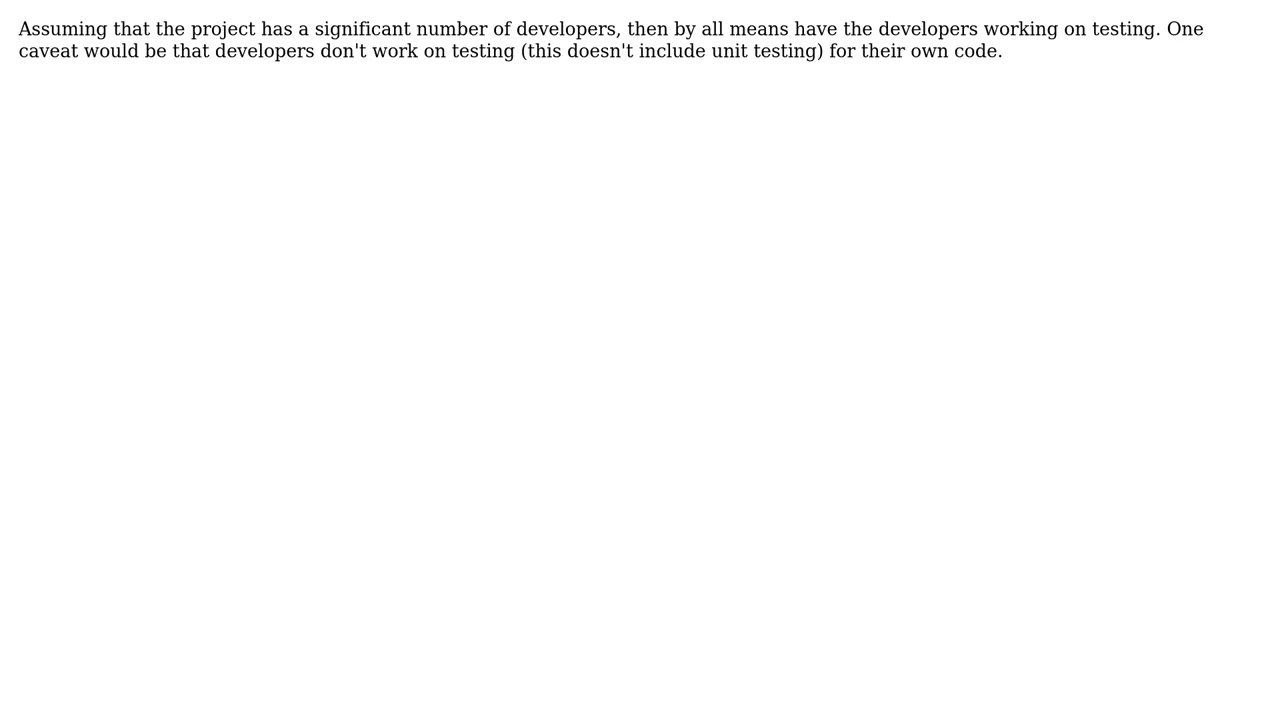 Assuming that the project has a significant number of developers, then by all means have the developers working on testing. One
caveat would be that developers don't work on testing (this doesn't include unit testing) for their own code.